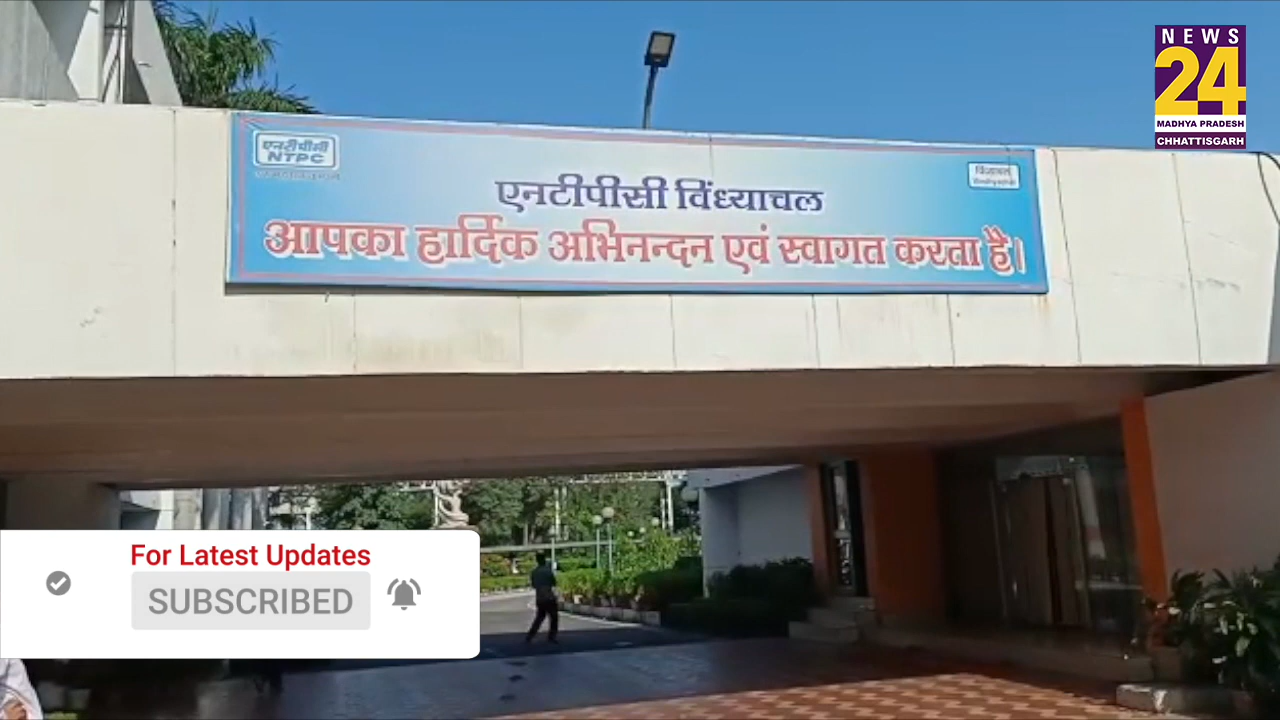 NEWS
24
MADHYA PRADESH
CHHATTISGARH
एनटीपीसी
NTPC
विंध्याचल
एनटीपीसी विंध्याचल
आपका हार्दिक अभिनन्दन एवं स्वागत करता है।
For Latest Updates
SUBSCRIBED